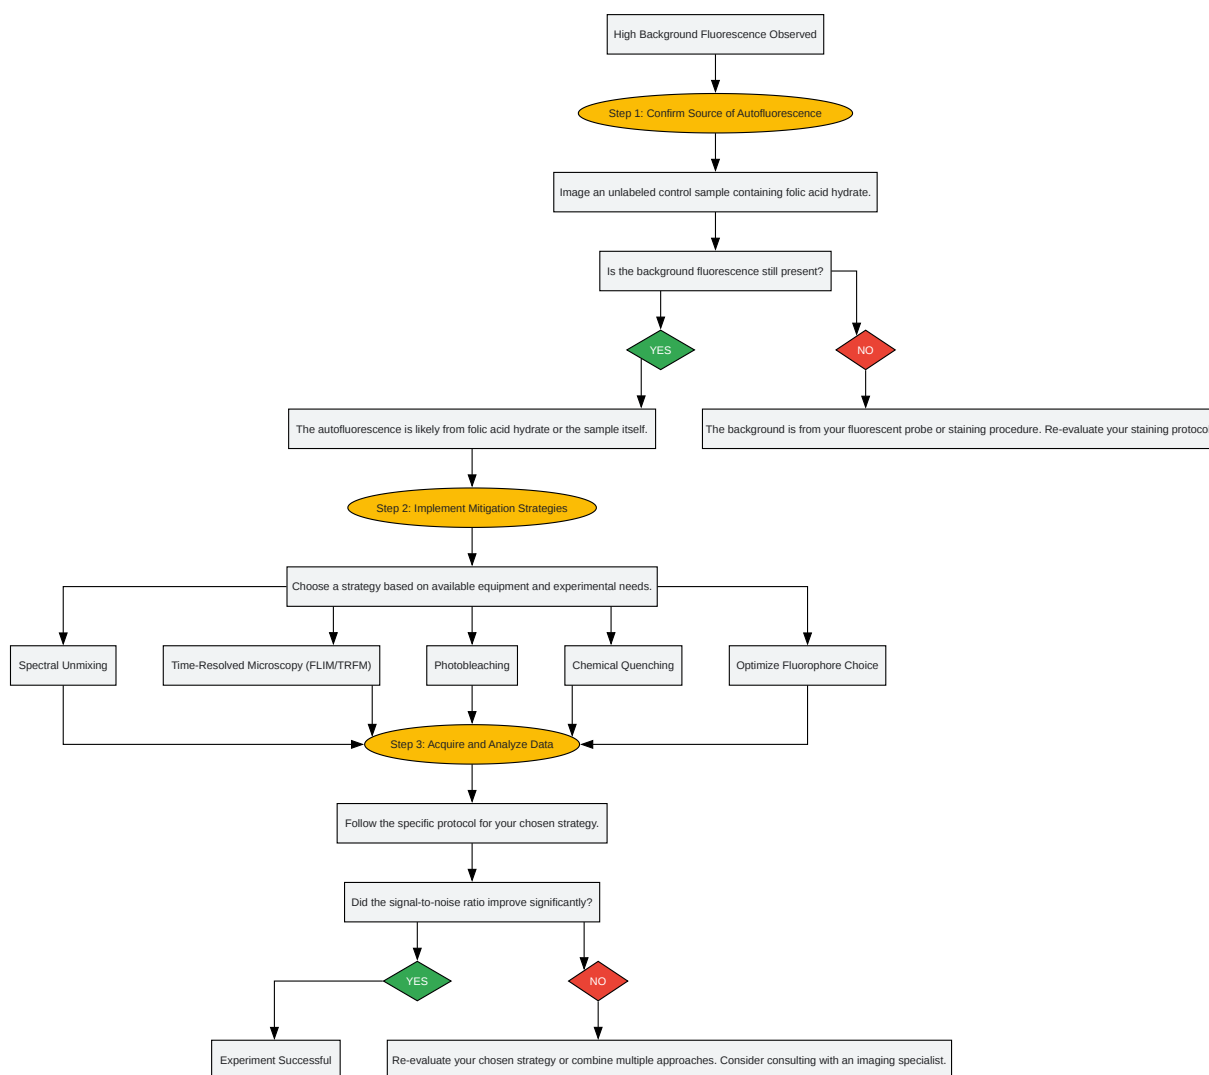 High Background Fluorescence Observed
Step 1: Confirm Source of Autofluorescence
Image an unlabeled control sample containing folic acid hydrate.
Is the background fluorescence still present?
YES
NO
The autofluorescence is likely from folic acid hydrate or the sample itself.
The background is from your fluorescent probe or staining procedure. Re-evaluate your staining protoco
Step 2: Implement Mitigation Strategies
Choose a strategy based on available equipment and experimental needs.
Spectral Unmixing
Time-Resolved Microscopy (FLIM/TRFM)
Photobleaching
Chemical Quenching
Optimize Fluorophore Choice
Step 3: Acquire and Analyze Data
Follow the specific protocol for your chosen strategy.
Did the signal-to-noise ratio improve significantly?
YES
NO
Experiment Successful
Re-evaluate your chosen strategy or combine multiple approaches. Consider consulting with an imaging specialist.